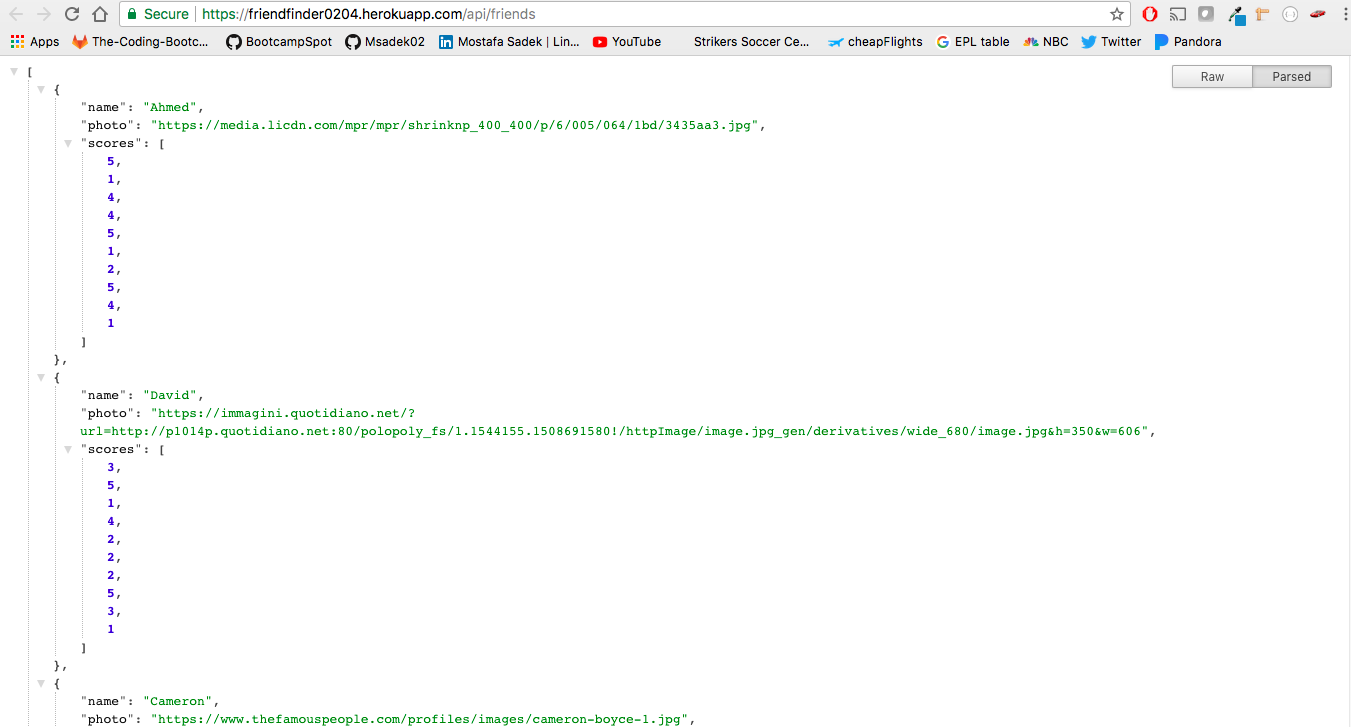 Secure https://friendfinder0204.herokuapp.com/api/friends
Apps The-Coding-Bootc... BootcampSpot Msadek02 Mostafa Sadek | Lin... YouTube Strikers Soccer Ce... cheapFlights EPL table NBC Twitter Pandora
Raw Parsed
[
{
"name": "Ahmed",
"photo": "https://media.licdn.com/mpr/mpr/shrinknp_400_400/p/6/005/064/1bd/3435aa3.jpg",
"scores": [
5,
1,
4,
4,
5,
1,
2,
5,
4,
1
]
},
{
"name": "David",
"photo": "https://immagini.quotidiano.net/?
url=http://p1014p.quotidiano.net:80/polopoly_fs/1.1544155.1508691580!/httpImage/image.jpg_gen/derivatives/wide_680/image.jpg&h=350&w=606",
"scores": [
3,
5,
1,
4,
2,
2,
2,
5,
3,
1
]
},
{
"name": "Cameron",
"photo": "https://www.thefamouspeople.com/profiles/images/cameron-boyce-1.jpg",